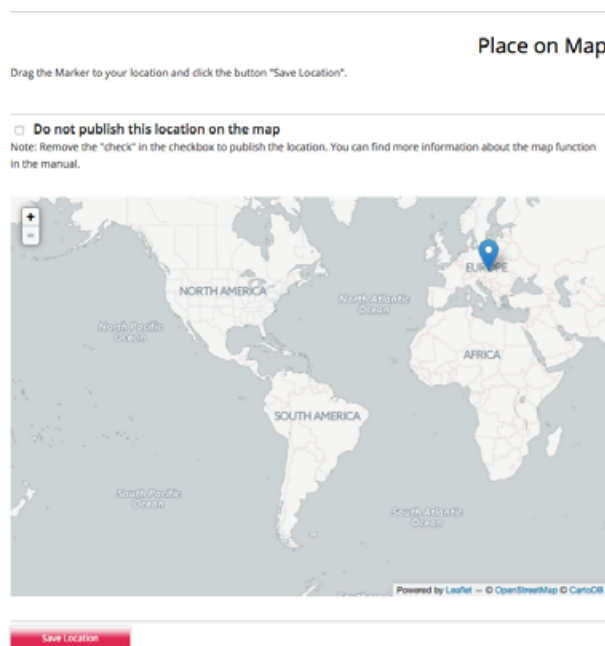 Place on Map
Drag the Marker to your location and click the button "Save Location".
Do not publish this location on the map
Note: Remove the "check" in the checkbox to publish the location. You can find more information about the map function
in the manual.
+
−
EUROPE
NORTH AMERICA
North Atlantic
Ocean
North Pacific
Ocean
AFRICA
SOUTH AMERICA
South Pacific
Ocean
South Atlantic
Ocean
Powered by Leaflet — © OpenStreetMap © CartoDB
Save Location